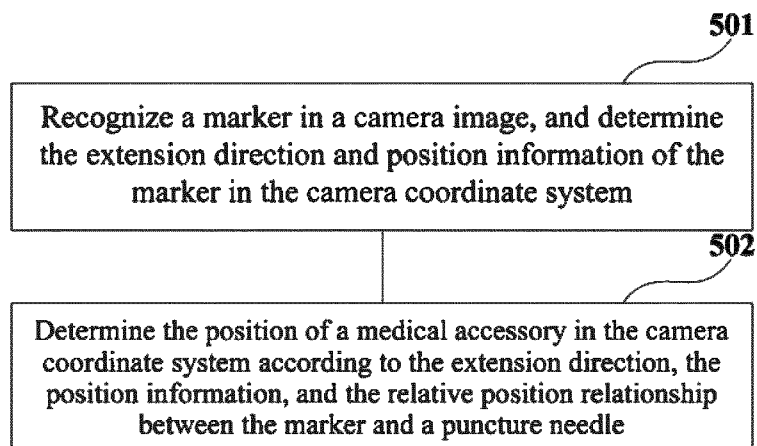 501
Recognize a marker in a camera image, and determine
the extension direction and position information of the
marker in the camera coordinate system
502
Determine the position of a medical accessory in the camera
coordinate system according to the extension direction, the
position information, and the relative position relationship
between the marker and a puncture needle